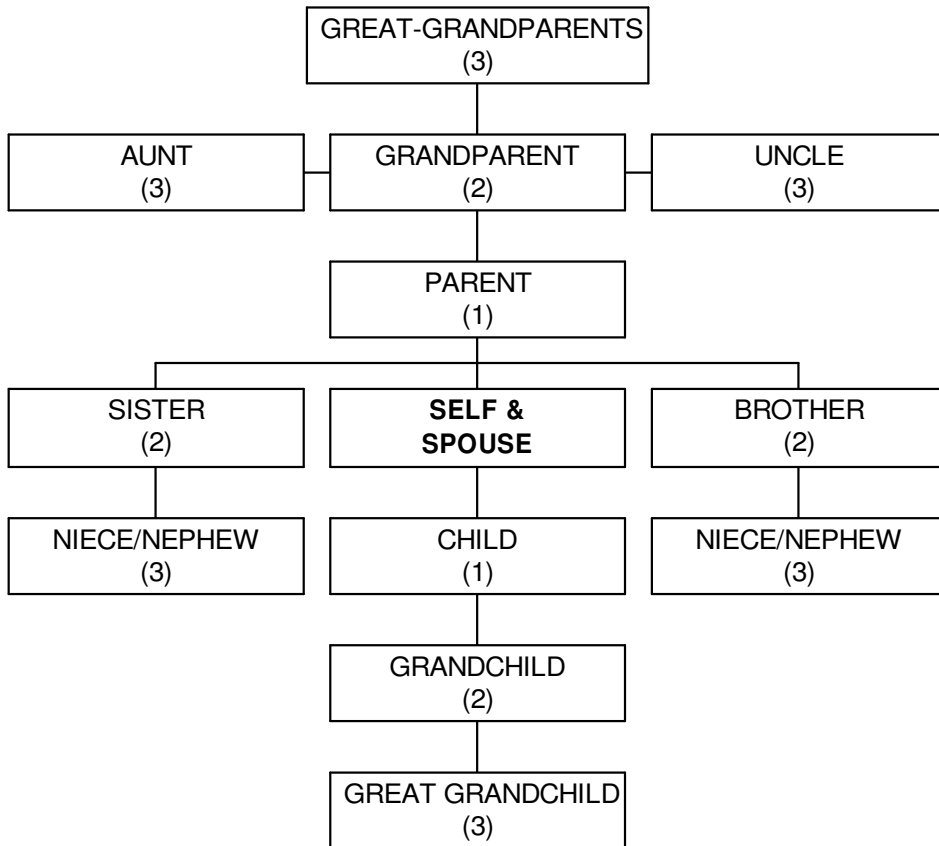 GREAT-GRANDPARENTS
(3)
AUNT
(3)
GRANDPARENT
(2)
UNCLE
(3)
PARENT
(1)
SISTER
(2)
SELF &
SPOUSE
BROTHER
(2)
NIECE/NEPHEW
(3)
CHILD
(1)
NIECE/NEPHEW
(3)
GRANDCHILD
(2)
GREAT GRANDCHILD
(3)